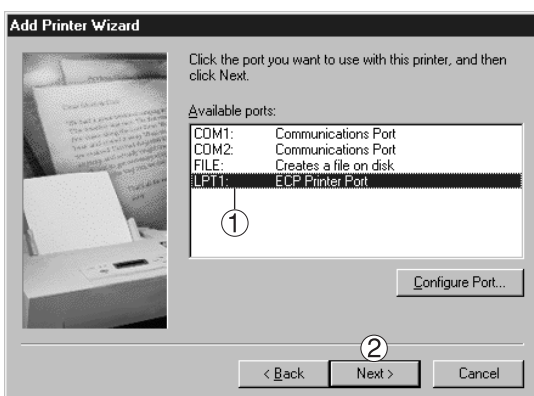 Add Printer Wizard
Click the port you want to use with this printer, and then
click Next.
Available ports:
COM1: Communications Port
COM2: Communications Port
FILE: Creates a file on disk
LPT1: ECP Printer Port
①
Configure Port...
②
< Back Next > Cancel